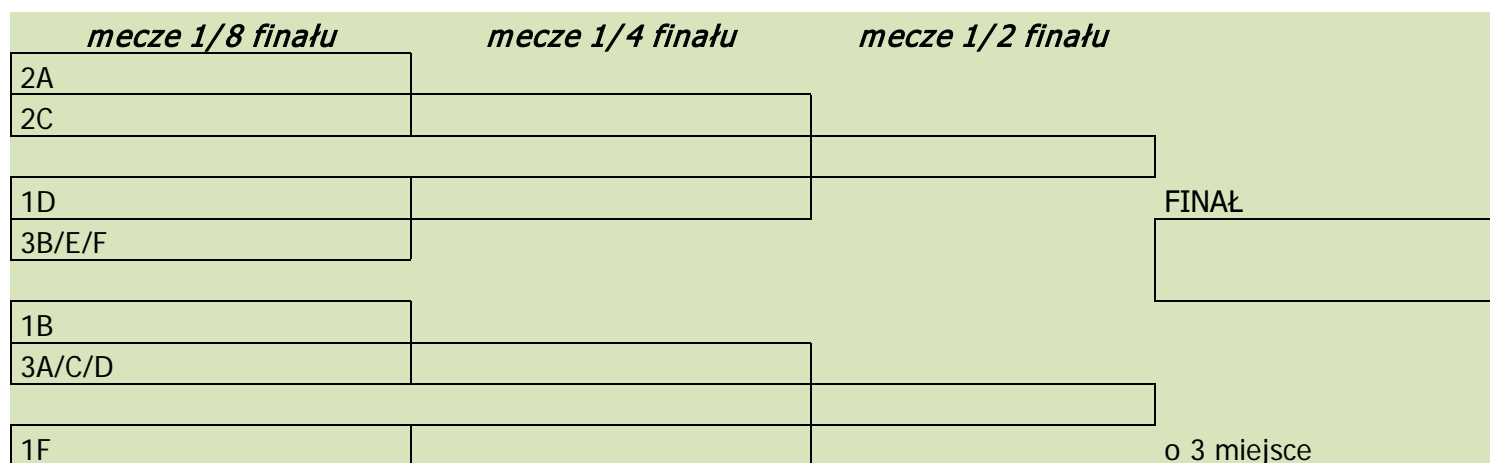 mecze 1/8 finału mecze 1/4 finału mecze 1/2 finału
2A
2C
1D FINAŁ
3B/E/F
1B
3A/C/D
1F o 3 miejsce